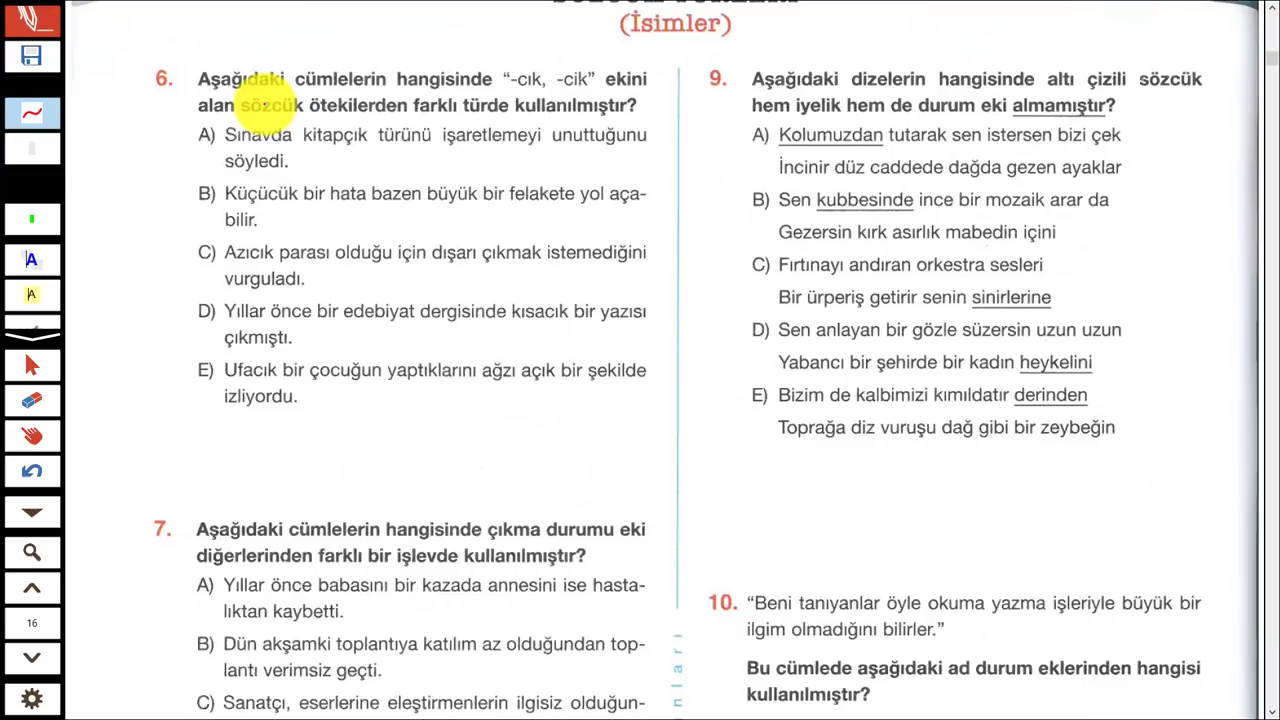 (İsimler)
6. Aşağıdaki cümlelerin hangisinde “-cık, -cik” ekini
alan sözcük ötekilerden farklı türde kullanılmıştır?
A) Sınavda kitapçık türünü işaretlemeyi unuttuğunu
söyledi.
B) Küçücük bir hata bazen büyük bir felakete yol aça-
bilir.
C) Azıcık parası olduğu için dışarı çıkmak istemediğini
vurguladı.
D) Yıllar önce bir edebiyat dergisinde kısacık bir yazısı
çıkmıştı.
E) Ufacık bir çocuğun yaptıklarını ağzı açık bir şekilde
izliyordu.
7. Aşağıdaki cümlelerin hangisinde çıkma durumu eki
diğerlerinden farklı bir işlevde kullanılmıştır?
A) Yıllar önce babasını bir kazada annesini ise hasta-
lıktan kaybetti.
B) Dün akşamki toplantıya katılım az olduğundan top-
lantı verimsiz geçti.
C) Sanatçı, eserlerine eleştirmenlerin ilgisiz olduğun-
9. Aşağıdaki dizelerin hangisinde altı çizili sözcük
hem iyelik hem de durum eki almamıştır?
A) Kolumuzdan tutarak sen istersen bizi çek
İncinir düz caddede dağda gezen ayaklar
B) Sen kubbesinde ince bir mozaik arar da
Gezersin kırk asırlık mabedin içini
C) Fırtınayı andıran orkestra sesleri
Bir ürperiş getirir senin sinirlerine
D) Sen anlayan bir gözle süzersin uzun uzun
Yabancı bir şehirde bir kadın heykelini
E) Bizim de kalbimizi kımıldatır derinden
Toprağa diz vuruşu dağ gibi bir zeybeğin
10. “Beni tanıyanlar öyle okuma yazma işleriyle büyük bir
ilgim olmadığını bilirler.”
Bu cümlede aşağıdaki ad durum eklerinden hangisi
kullanılmıştır?
A
A
16